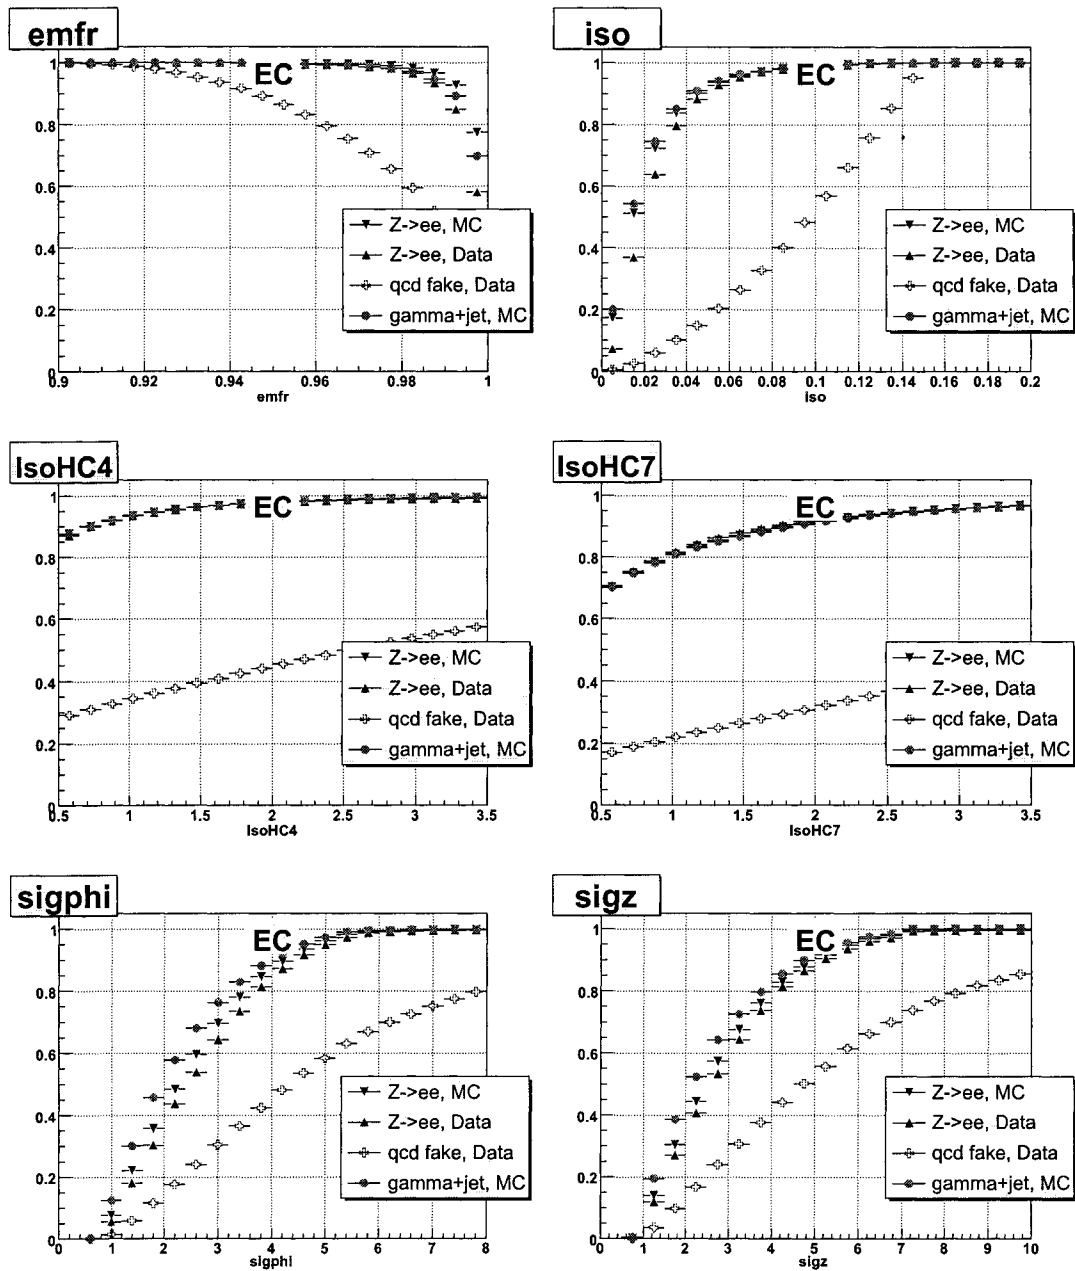 emfr
EC
1
0.8
0.6
0.4
0.2
0
0.9
0.92
0.94
0.96
0.98
1
emfr
Z->ee, MC
Z->ee, Data
qcd fake, Data
gamma+jet, MC
iso
EC
1
0.8
0.6
0.4
0.2
0
0
0.02
0.04
0.06
0.08
0.1
0.12
0.14
0.16
0.18
0.2
iso
Z->ee, MC
Z->ee, Data
qcd fake, Data
gamma+jet, MC
IsoHC4
EC
1
0.8
0.6
0.4
0.2
0
0.5
1
1.5
2
2.5
3
3.5
IsoHC4
Z->ee, MC
Z->ee, Data
qcd fake, Data
gamma+jet, MC
IsoHC7
EC
1
0.8
0.6
0.4
0.2
0
0.5
1
1.5
2
2.5
3
3.5
IsoHC7
Z->ee, MC
Z->ee, Data
qcd fake, Data
gamma+jet, MC
sigphi
EC
1
0.8
0.6
0.4
0.2
0
0
1
2
3
4
5
6
7
8
sigphi
Z->ee, MC
Z->ee, Data
qcd fake, Data
gamma+jet, MC
sigz
EC
1
0.8
0.6
0.4
0.2
0
0
1
2
3
4
5
6
7
8
9
10
sigz
Z->ee, MC
Z->ee, Data
qcd fake, Data
gamma+jet, MC